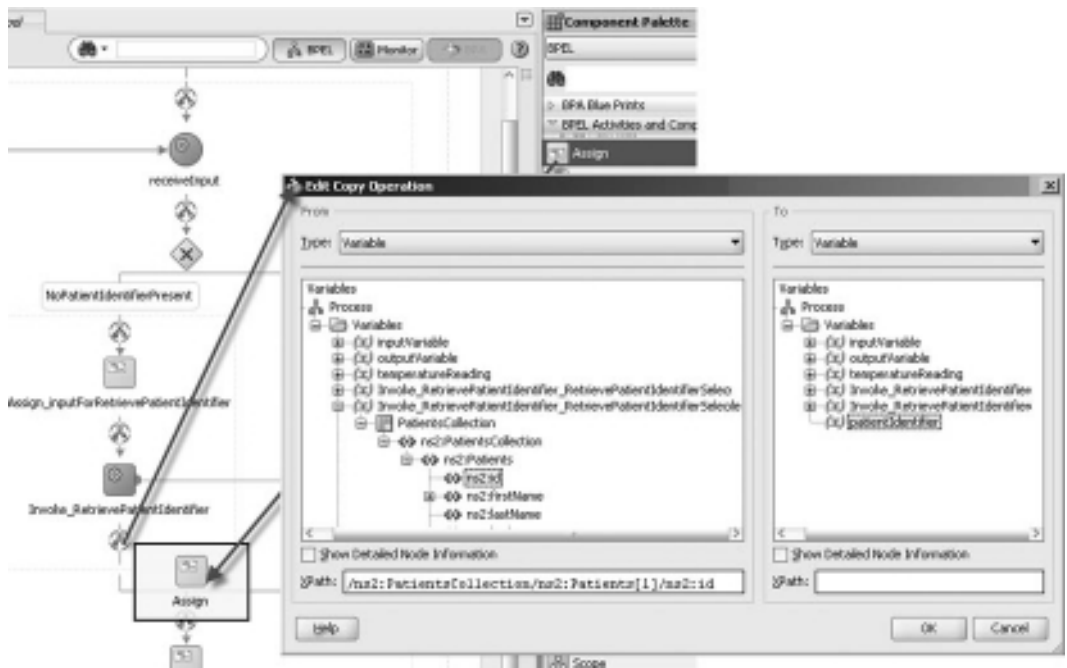 Component Palette
BPEL
Monitor
BPEL
BPA Blue Prints
BPEL Activities and Comp
Assign
receiveInput
NoPatientIdentifierPresent
Assign_inputForRetrievePatientIdentifier
Invoke_RetrievePatientIdentifier
Assign
Edit Copy Operation
From
Type: Variable
Variables
Process
Variables
inputVariable
outputVariable
temperatureReading
Invoke_RetrievePatientIdentifier_RetrievePatientIdentifierSelec
Invoke_RetrievePatientIdentifier_RetrievePatientIdentifierSelecle
PatientsCollection
ns2:PatientsCollection
ns2:Patients
ns2:id
ns2:firstName
ns2:lastName
Show Detailed Node Information
XPath: /ns2:PatientsCollection/ns2:Patients[1]/ns2:id
Help
To
Type: Variable
Variables
Process
Variables
inputVariable
outputVariable
temperatureReading
Invoke_RetrievePatientIdentifier
Invoke_RetrievePatientIdentifier
patientIdentifier
Show Detailed Node Information
XPath:
OK
Cancel
Scope